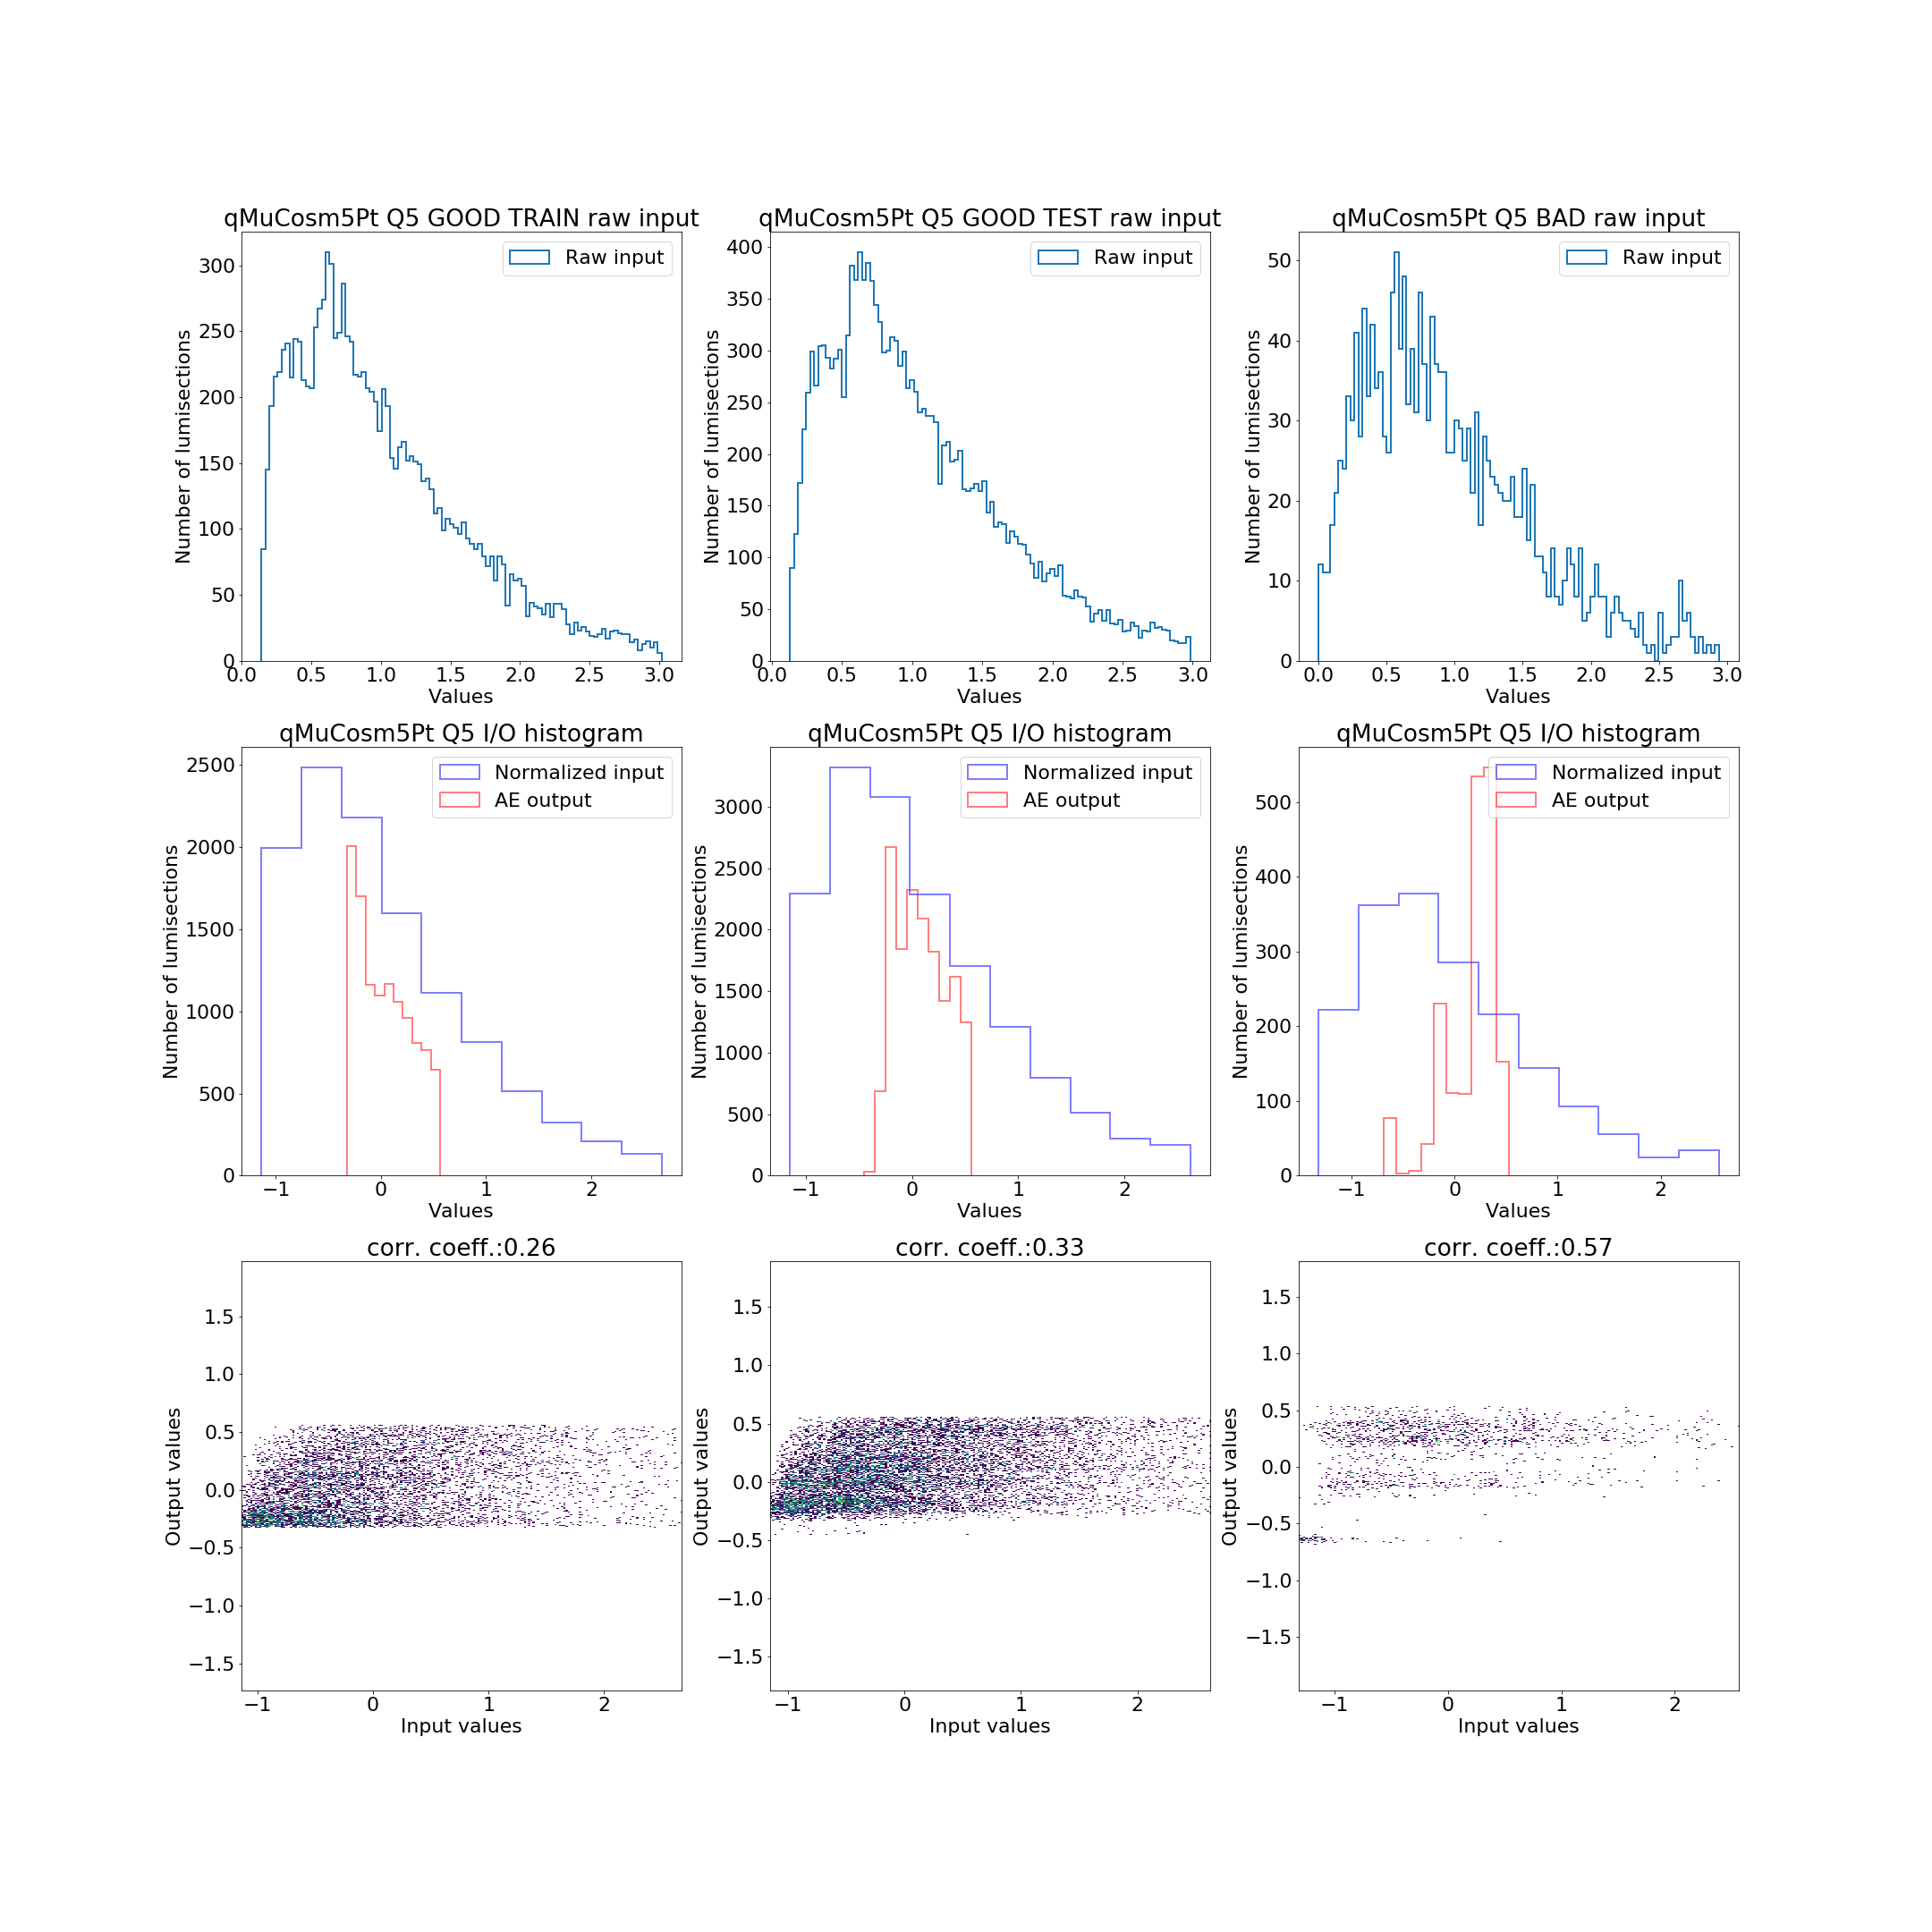 qMuCosm5Pt Q5 GOOD TRAIN raw input
Number of lumisections
300
250
200
150
100
50
0
Raw input
0.0 0.5 1.0 1.5 2.0 2.5 3.0
Values
qMuCosm5Pt Q5 GOOD TEST raw input
Number of lumisections
400
350
300
250
200
150
100
50
0
Raw input
0.0 0.5 1.0 1.5 2.0 2.5 3.0
Values
qMuCosm5Pt Q5 BAD raw input
Number of lumisections
50
40
30
20
10
0
Raw input
0.0 0.5 1.0 1.5 2.0 2.5 3.0
Values
qMuCosm5Pt Q5 I/O histogram
Number of lumisections
2500
2000
1500
1000
500
0
Normalized input
AE output
−1 0 1 2
Values
qMuCosm5Pt Q5 I/O histogram
Number of lumisections
3000
2500
2000
1500
1000
500
0
Normalized input
AE output
−1 0 1 2
Values
qMuCosm5Pt Q5 I/O histogram
Number of lumisections
500
400
300
200
100
0
Normalized input
AE output
−1 0 1 2
Values
corr. coeff.:0.26
Output values
1.5
1.0
0.5
0.0
−0.5
−1.0
−1.5
−1 0 1 2
Input values
corr. coeff.:0.33
Output values
1.5
1.0
0.5
0.0
−0.5
−1.0
−1.5
−1 0 1 2
Input values
corr. coeff.:0.57
Output values
1.5
1.0
0.5
0.0
−0.5
−1.0
−1.5
−1 0 1 2
Input values